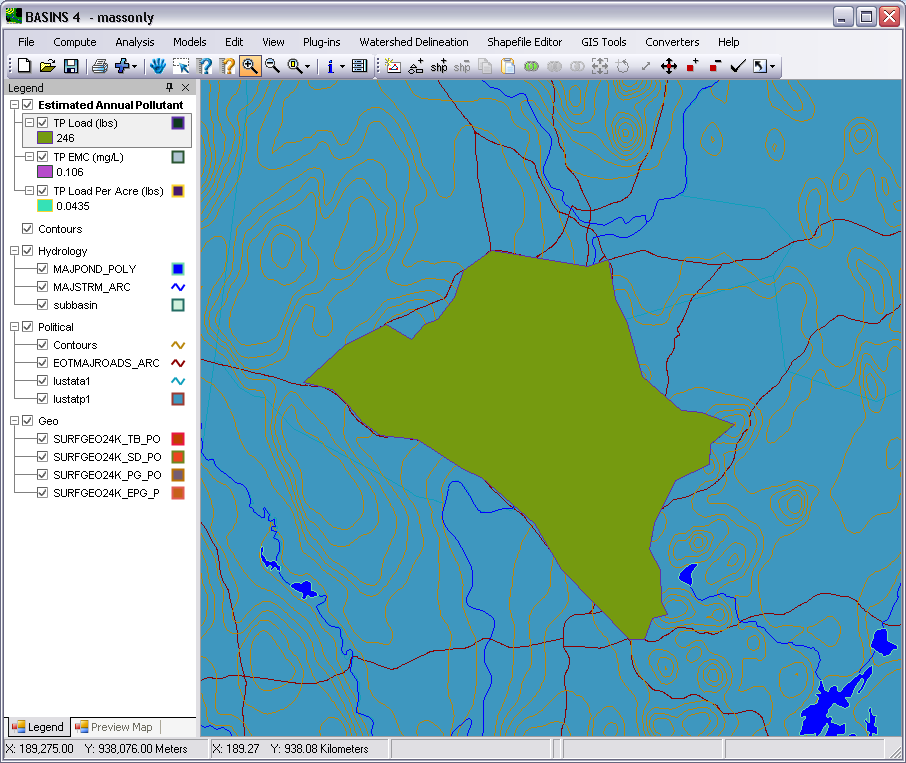 BASINS 4 - massonly
File Compute Analysis Models Edit View Plug-ins Watershed Delineation Shapefile Editor GIS Tools Converters Help
shp shp
Legend
Estimated Annual Pollutant
TP Load (lbs)
246
TP EMC (mg/L)
0.106
TP Load Per Acre (lbs)
0.0435
Contours
Hydrology
MAJPOND_POLY
MAJSTRM_ARC
subbasin
Political
Contours
EOTMAJROADS_ARC
lustata1
lustatp1
Geo
SURFGEO24K_TB_PO
SURFGEO24K_SD_PO
SURFGEO24K_PG_PO
SURFGEO24K_EPG_P
Legend Preview Map
X: 189,275.00 Y: 938,076.00 Meters X: 189.27 Y: 938.08 Kilometers